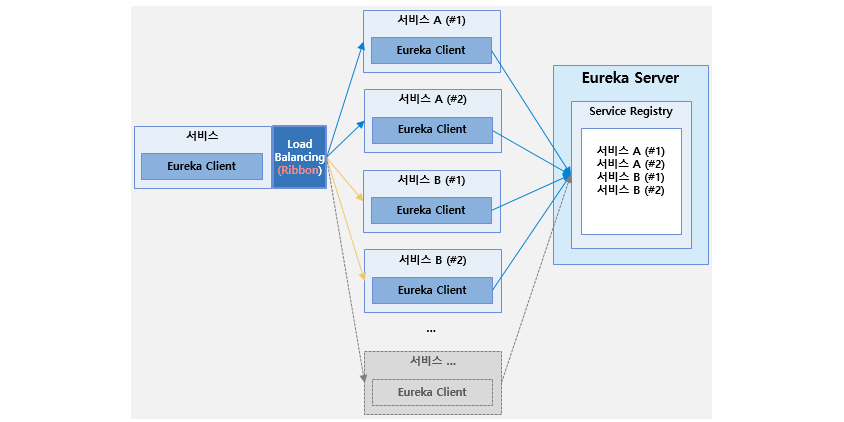 서비스
Eureka Client
Load
Balancing
(Ribbon)
서비스 A (#1)
Eureka Client
서비스 A (#2)
Eureka Client
서비스 B (#1)
Eureka Client
서비스 B (#2)
Eureka Client
...
서비스 ...
Eureka Client
Eureka Server
Service Registry
서비스 A (#1)
서비스 A (#2)
서비스 B (#1)
서비스 B (#2)